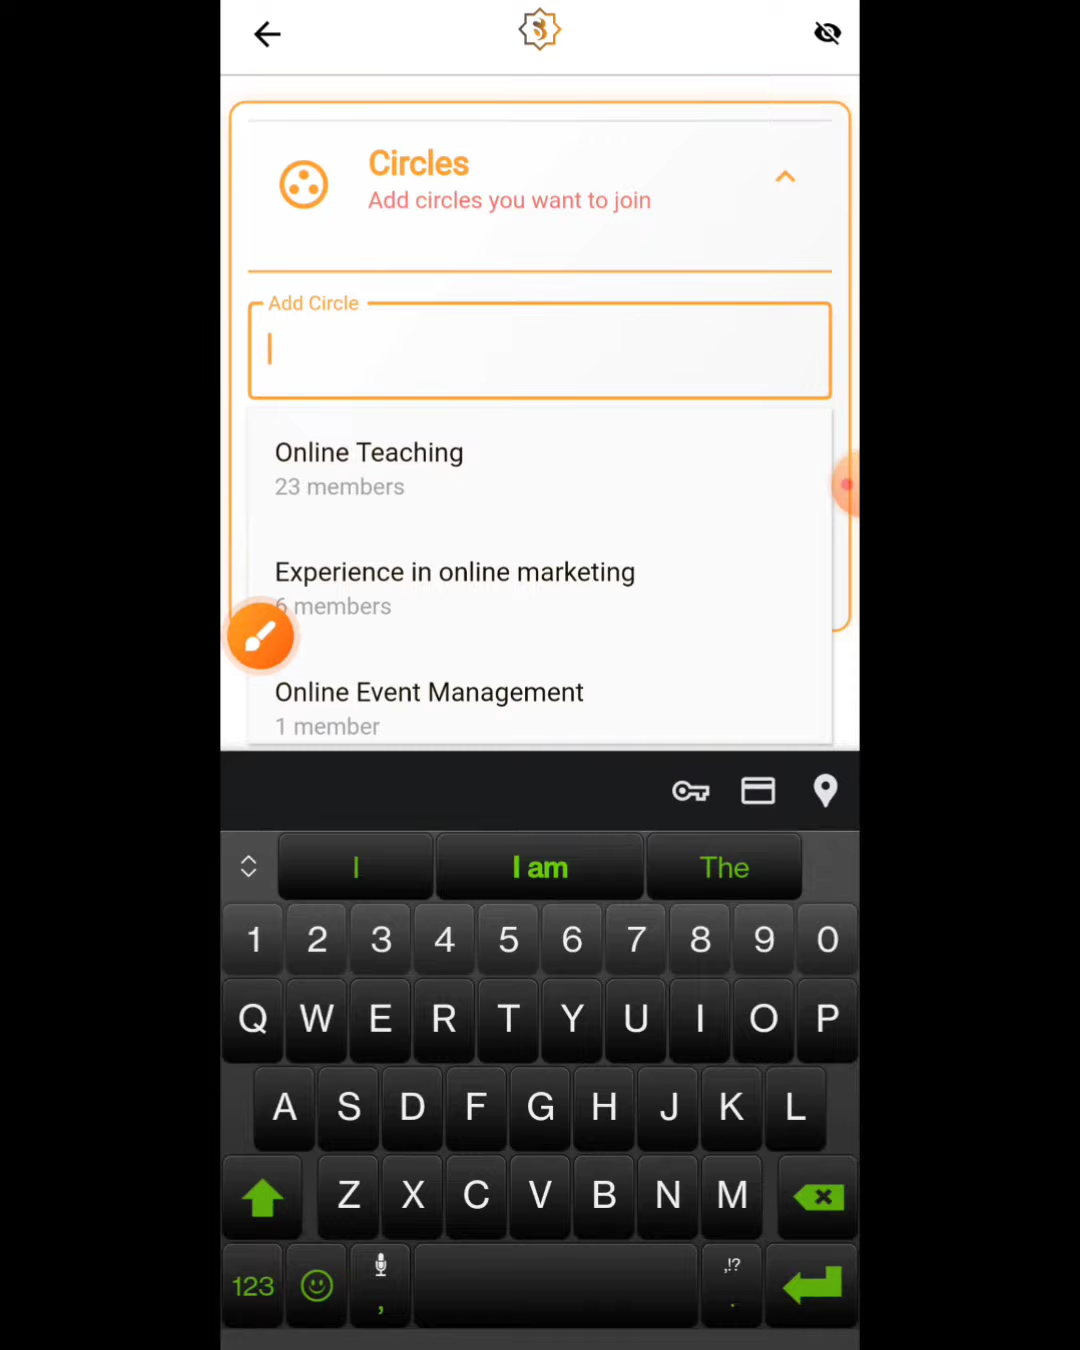 Circles
Add circles you want to join
Add Circle
Online Teaching
23 members
Experience in online marketing
6 members
Online Event Management
1 member
I I am The
1 2 3 4 5 6 7 8 9 0
Q W E R T Y U I O P
A S D F G H J K L
Z X C V B N M
123 , ,!? .